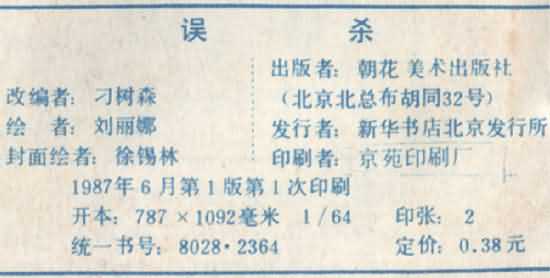 误 杀
改编者：刁树森
绘 者：刘丽娜
封面绘者：徐锡林
出版者：朝花美术出版社
（北京北总布胡同32号）
发行者：新华书店北京发行所
印刷者：京苑印刷厂
1987年6月第1版第1次印刷
开本：787×1092毫米 1/64 印张：2
统一书号：8028·2364 定价：0.38元